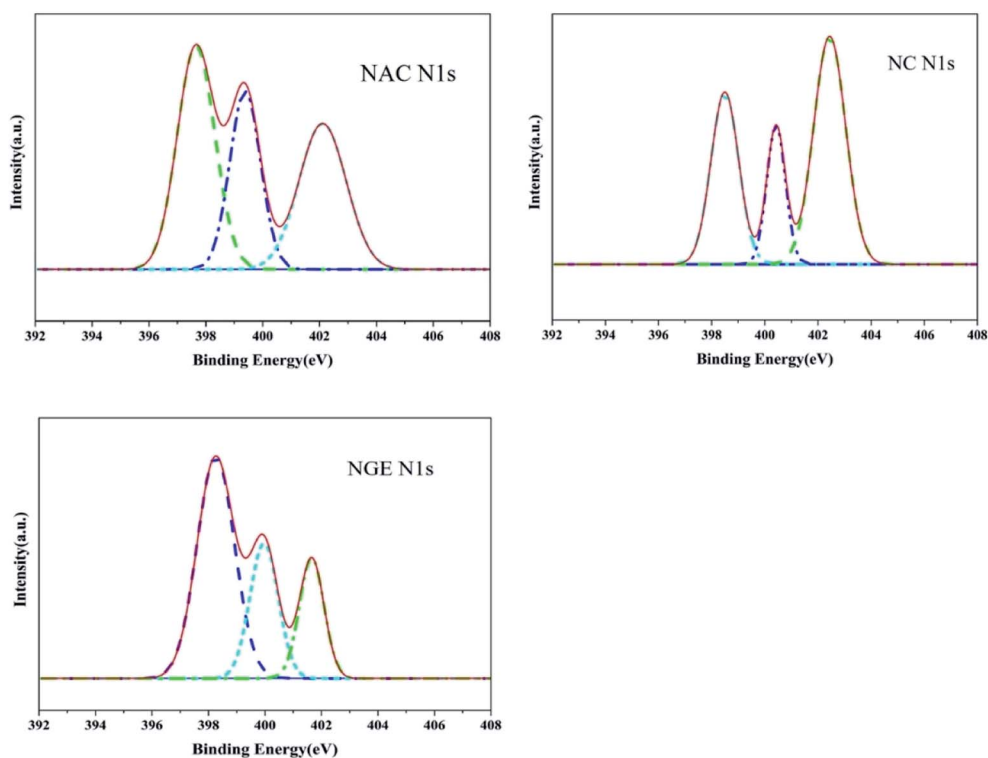 NAC N1s
Intensity(a.u.)
392 394 396 398 400 402 404 406 408
Binding Energy(eV)
NC N1s
Intensity(a.u.)
392 394 396 398 400 402 404 406 408
Binding Energy(eV)
NGE N1s
Intensity(a.u.)
392 394 396 398 400 402 404 406 408
Binding Energy(eV)